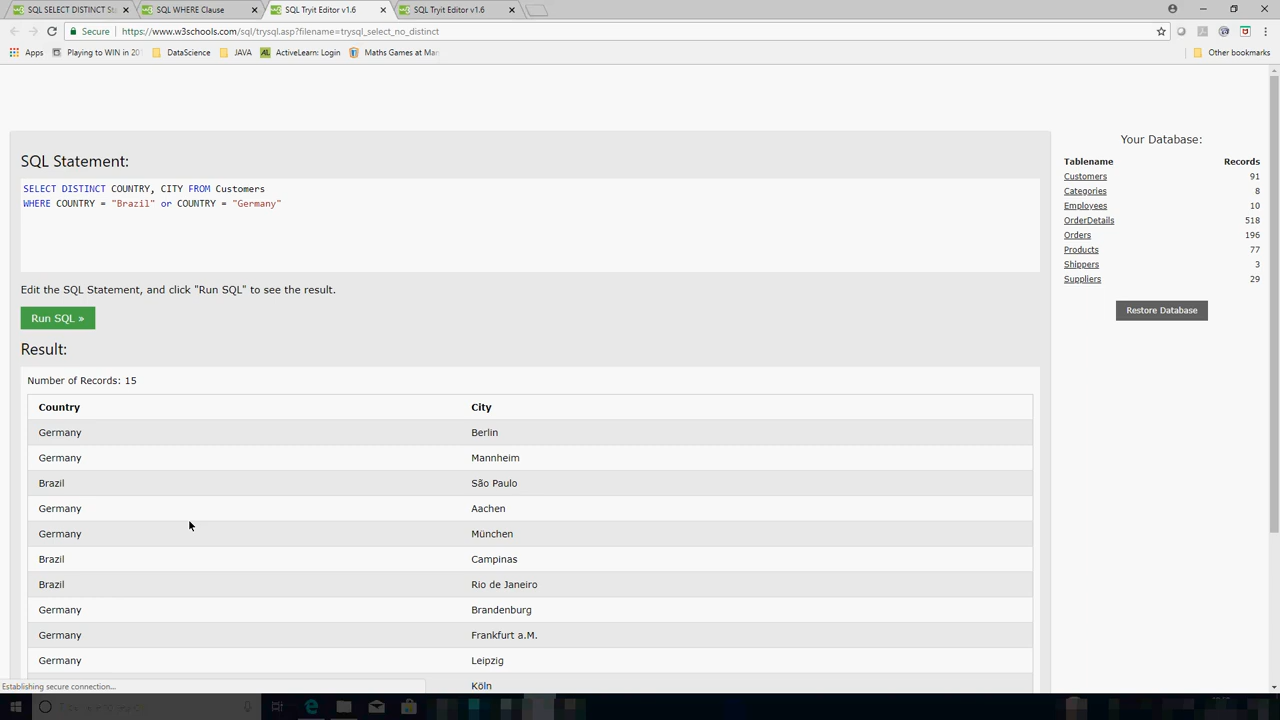 SQL SELECT DISTINCT St
SQL WHERE Clause
SQL Tryit Editor v1.6
SQL Tryit Editor v1.6
Secure
https://www.w3schools.com/sql/trysql.asp?filename=trysql_select_no_distinct
Apps
Playing to WIN in 20
DataScience
JAVA
AL
ActiveLearn: Login
Maths Games at Man
Other bookmarks
SQL Statement:
SELECT DISTINCT COUNTRY, CITY FROM Customers
WHERE COUNTRY = "Brazil" or COUNTRY = "Germany"
Edit the SQL Statement, and click "Run SQL" to see the result.
Run SQL »
Result:
Number of Records: 15
Country City
Germany Berlin
Germany Mannheim
Brazil São Paulo
Germany Aachen
Germany München
Brazil Campinas
Brazil Rio de Janeiro
Germany Brandenburg
Germany Frankfurt a.M.
Germany Leipzig
Köln
Your Database:
Tablename Records
Customers 91
Categories 8
Employees 10
OrderDetails 518
Orders 196
Products 77
Shippers 3
Suppliers 29
Restore Database
Establishing secure connection...